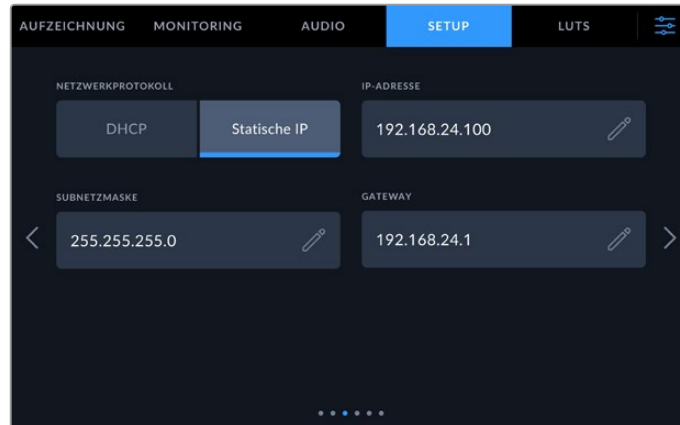 AUFZEICHNUNG MONITORING AUDIO SETUP LUTS
NETZWERKPROTOKOLL IP-ADRESSE
DHCP Statische IP 192.168.24.100
SUBNETZMASKE GATEWAY
255.255.255.0 192.168.24.1